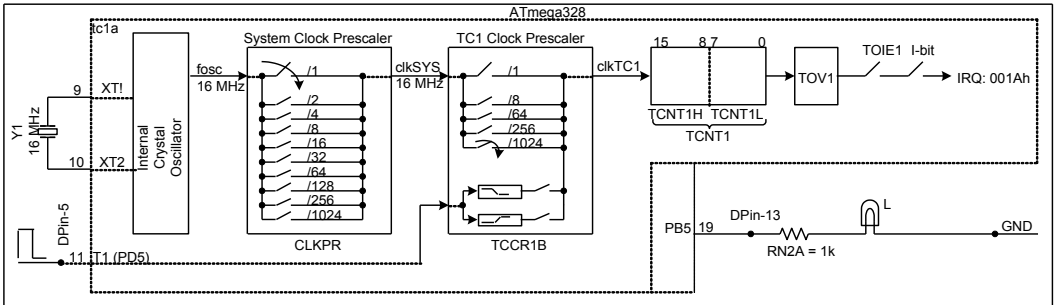 ATmega328
tc1a
System Clock Prescaler
TC1 Clock Prescaler
15 8 7 0
TOIE1 I-bit
fosc
16 MHz
/1
clkSYS
16 MHz
/1
clkTC1
TOV1
IRQ: 001Ah
9 XT!
Y1
16 MHz
10 XT2
Internal
Crystal
Oscillator
/2
/4
/8
/16
/32
/64
/128
/256
/1024
/8
/64
/256
/1024
TCNT1H TCNT1L
TCNT1
CLKPR
TCCR1B
DPin-5
11 T1 (PD5)
PB5 19
DPin-13
RN2A = 1k
L
GND